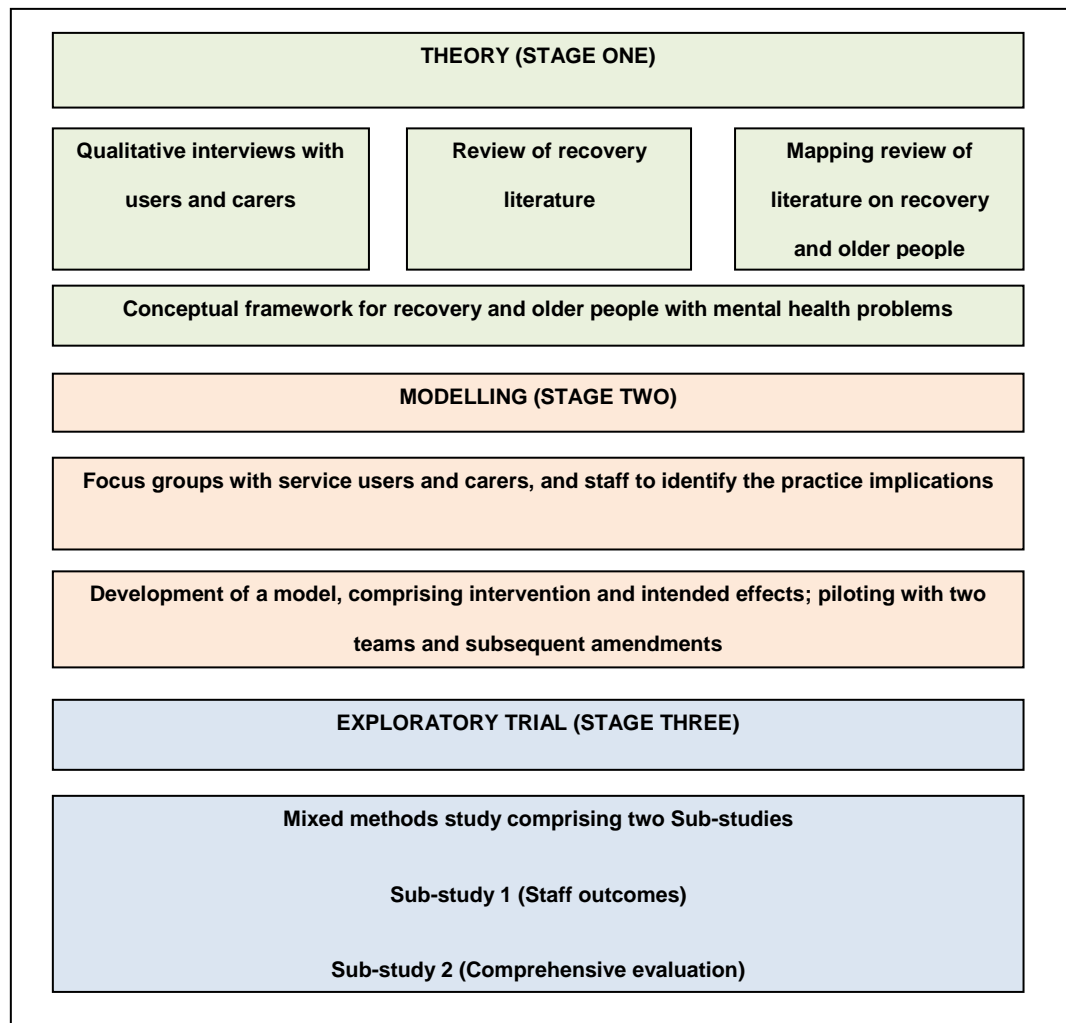 THEORY (STAGE ONE)
Qualitative interviews with
users and carers
Review of recovery
literature
Mapping review of
literature on recovery
and older people
Conceptual framework for recovery and older people with mental health problems
MODELLING (STAGE TWO)
Focus groups with service users and carers, and staff to identify the practice implications
Development of a model, comprising intervention and intended effects; piloting with two
teams and subsequent amendments
EXPLORATORY TRIAL (STAGE THREE)
Mixed methods study comprising two Sub-studies
Sub-study 1 (Staff outcomes)
Sub-study 2 (Comprehensive evaluation)